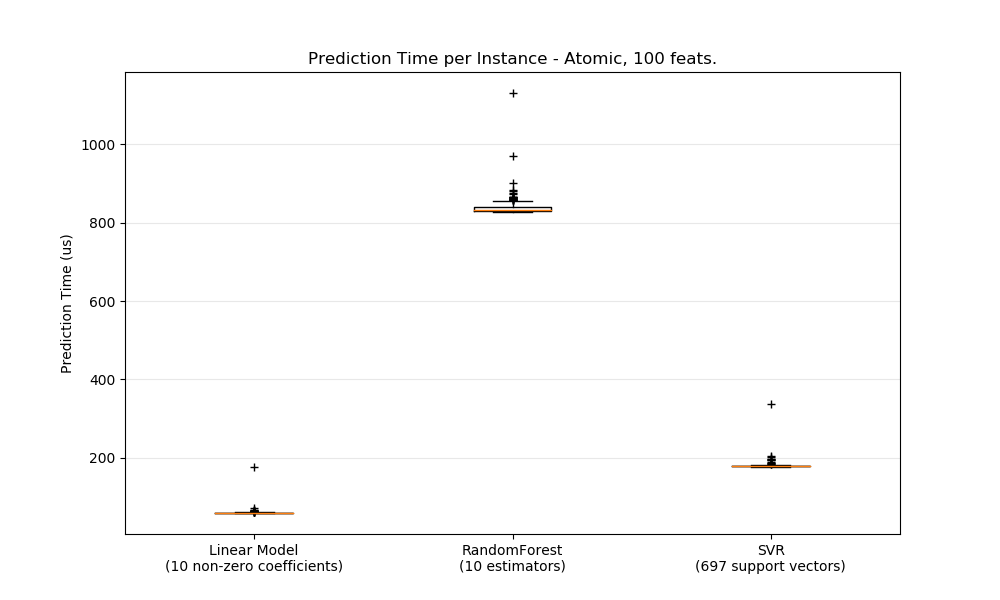 Prediction Time per Instance - Atomic, 100 feats.
Prediction Time (us)
1000
800
600
400
200
Linear Model
(10 non-zero coefficients)
RandomForest
(10 estimators)
SVR
(697 support vectors)